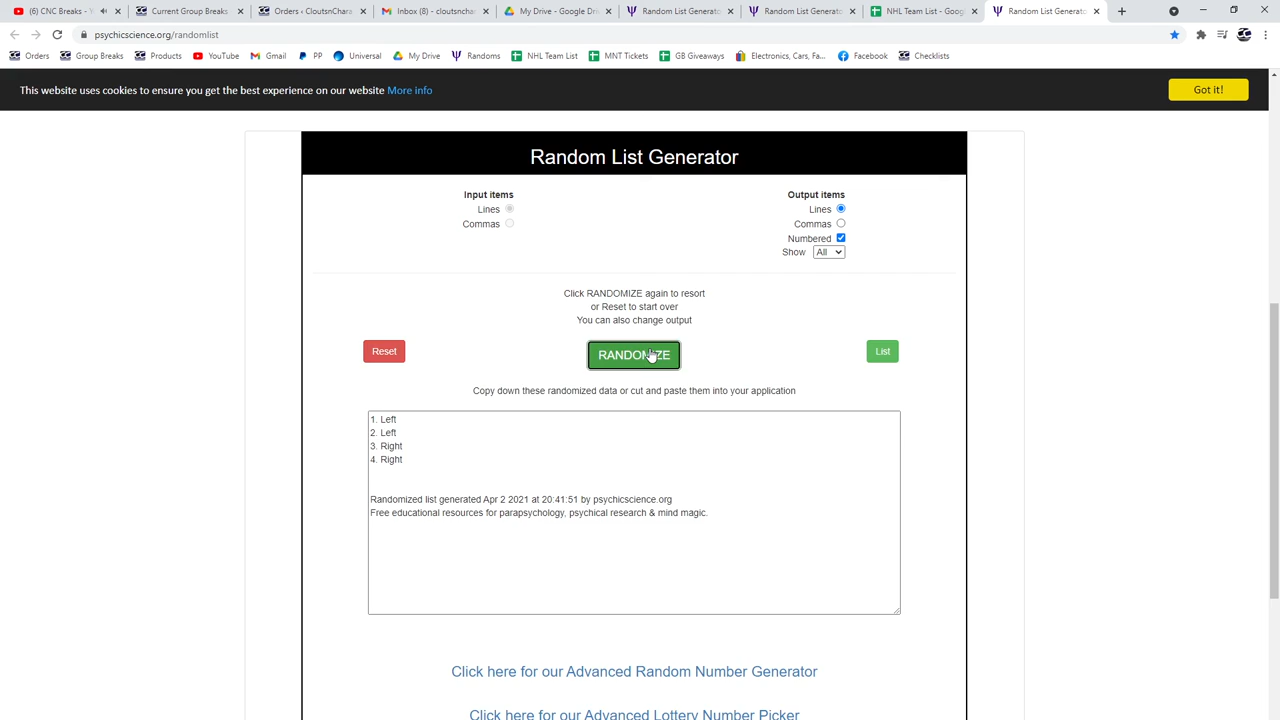 (6) CNC Breaks - Y
Current Group Breaks
Orders < CloutsnChara
Inbox (8) - cloutscharac
My Drive - Google Dri
Random List Generator
Random List Generator
NHL Team List - Goog
Random List Generato
psychicscience.org/randomlist
Orders
Group Breaks
Products
YouTube
Gmail
PP
Universal
My Drive
Randoms
NHL Team List
MNT Tickets
GB Giveaways
Electronics, Cars, Fa...
Facebook
Checklists
This website uses cookies to ensure you get the best experience on our website More info
Got it!
Random List Generator
Input items
Output items
Lines
Lines
Commas
Commas
Numbered
Show All
Click RANDOMIZE again to resort
or Reset to start over
You can also change output
Reset
RANDOMIZE
List
Copy down these randomized data or cut and paste them into your application
1. Left
2. Left
3. Right
4. Right
Randomized list generated Apr 2 2021 at 20:41:51 by psychicscience.org
Free educational resources for parapsychology, psychical research & mind magic.
Click here for our Advanced Random Number Generator
Click here for our Advanced Lottery Number Picker